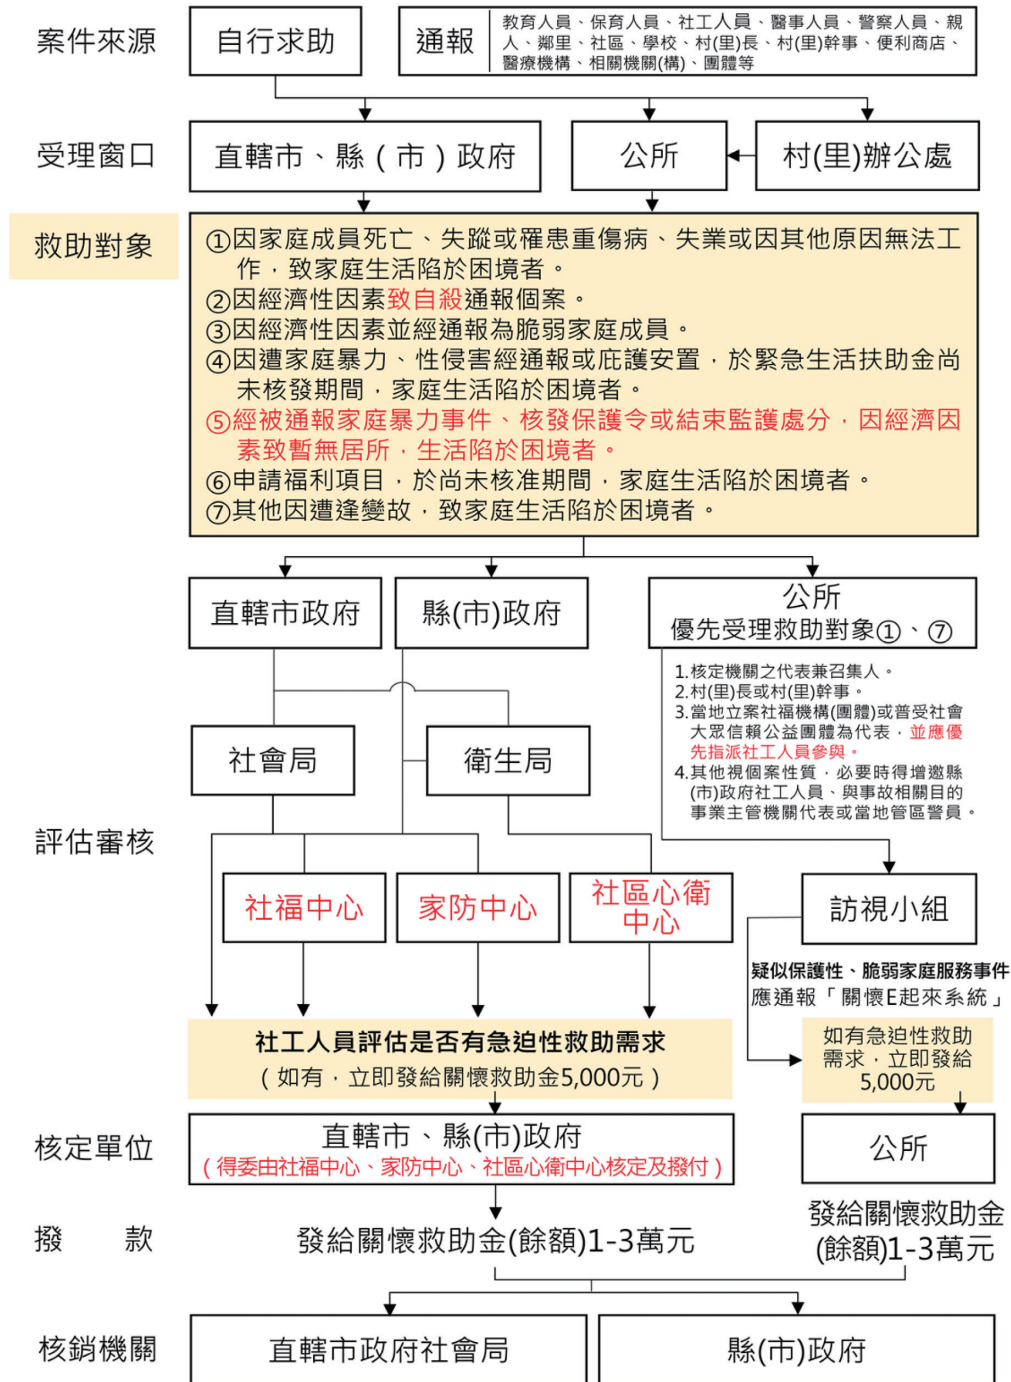 案件來源
自行求助
通報
教育人員、保育人員、社工人員、醫事人員、警察人員、親
人、鄰里、社區、學校、村(里)長、村(里)幹事、便利商店、
醫療機構、相關機關(構)、團體等
受理窗口
直轄市、縣（市）政府
公所
村(里)辦公處
救助對象
①因家庭成員死亡、失蹤或罹患重傷病、失業或因其他原因無法工
作，致家庭生活陷於困境者。
②因經濟性因素致自殺通報個案。
③因經濟性因素並經通報為脆弱家庭成員。
④因遭家庭暴力、性侵害經通報或庇護安置，於緊急生活扶助金尚
未核發期間，家庭生活陷於困境者。
⑤經被通報家庭暴力事件、核發保護令或結束監護處分，因經濟因
素致暫無居所，生活陷於困境者。
⑥申請福利項目，於尚未核准期間，家庭生活陷於困境者。
⑦其他因遭逢變故，致家庭生活陷於困境者。
直轄市政府
縣(市)政府
公所
優先受理救助對象①、⑦
1.核定機關之代表兼召集人。
2.村(里)長或村(里)幹事。
3.當地立案社福機構(團體)或普受社會
大眾信賴公益團體為代表，並應優
先指派社工人員參與。
4.其他視個案性質，必要時得增邀縣
(市)政府社工人員、與事故相關目的
事業主管機關代表或當地管區警員。
社會局
衛生局
評估審核
社福中心
家防中心
社區心衛
中心
訪視小組
疑似保護性、脆弱家庭服務事件
應通報「關懷E起來系統」
社工人員評估是否有急迫性救助需求
（如有，立即發給關懷救助金5,000元）
如有急迫性救助
需求，立即發給
5,000元
核定單位
直轄市、縣(市)政府
（得委由社福中心、家防中心、社區心衛中心核定及撥付）
公所
撥　　款
發給關懷救助金(餘額)1-3萬元
發給關懷救助金
(餘額)1-3萬元
核銷機關
直轄市政府社會局
縣(市)政府